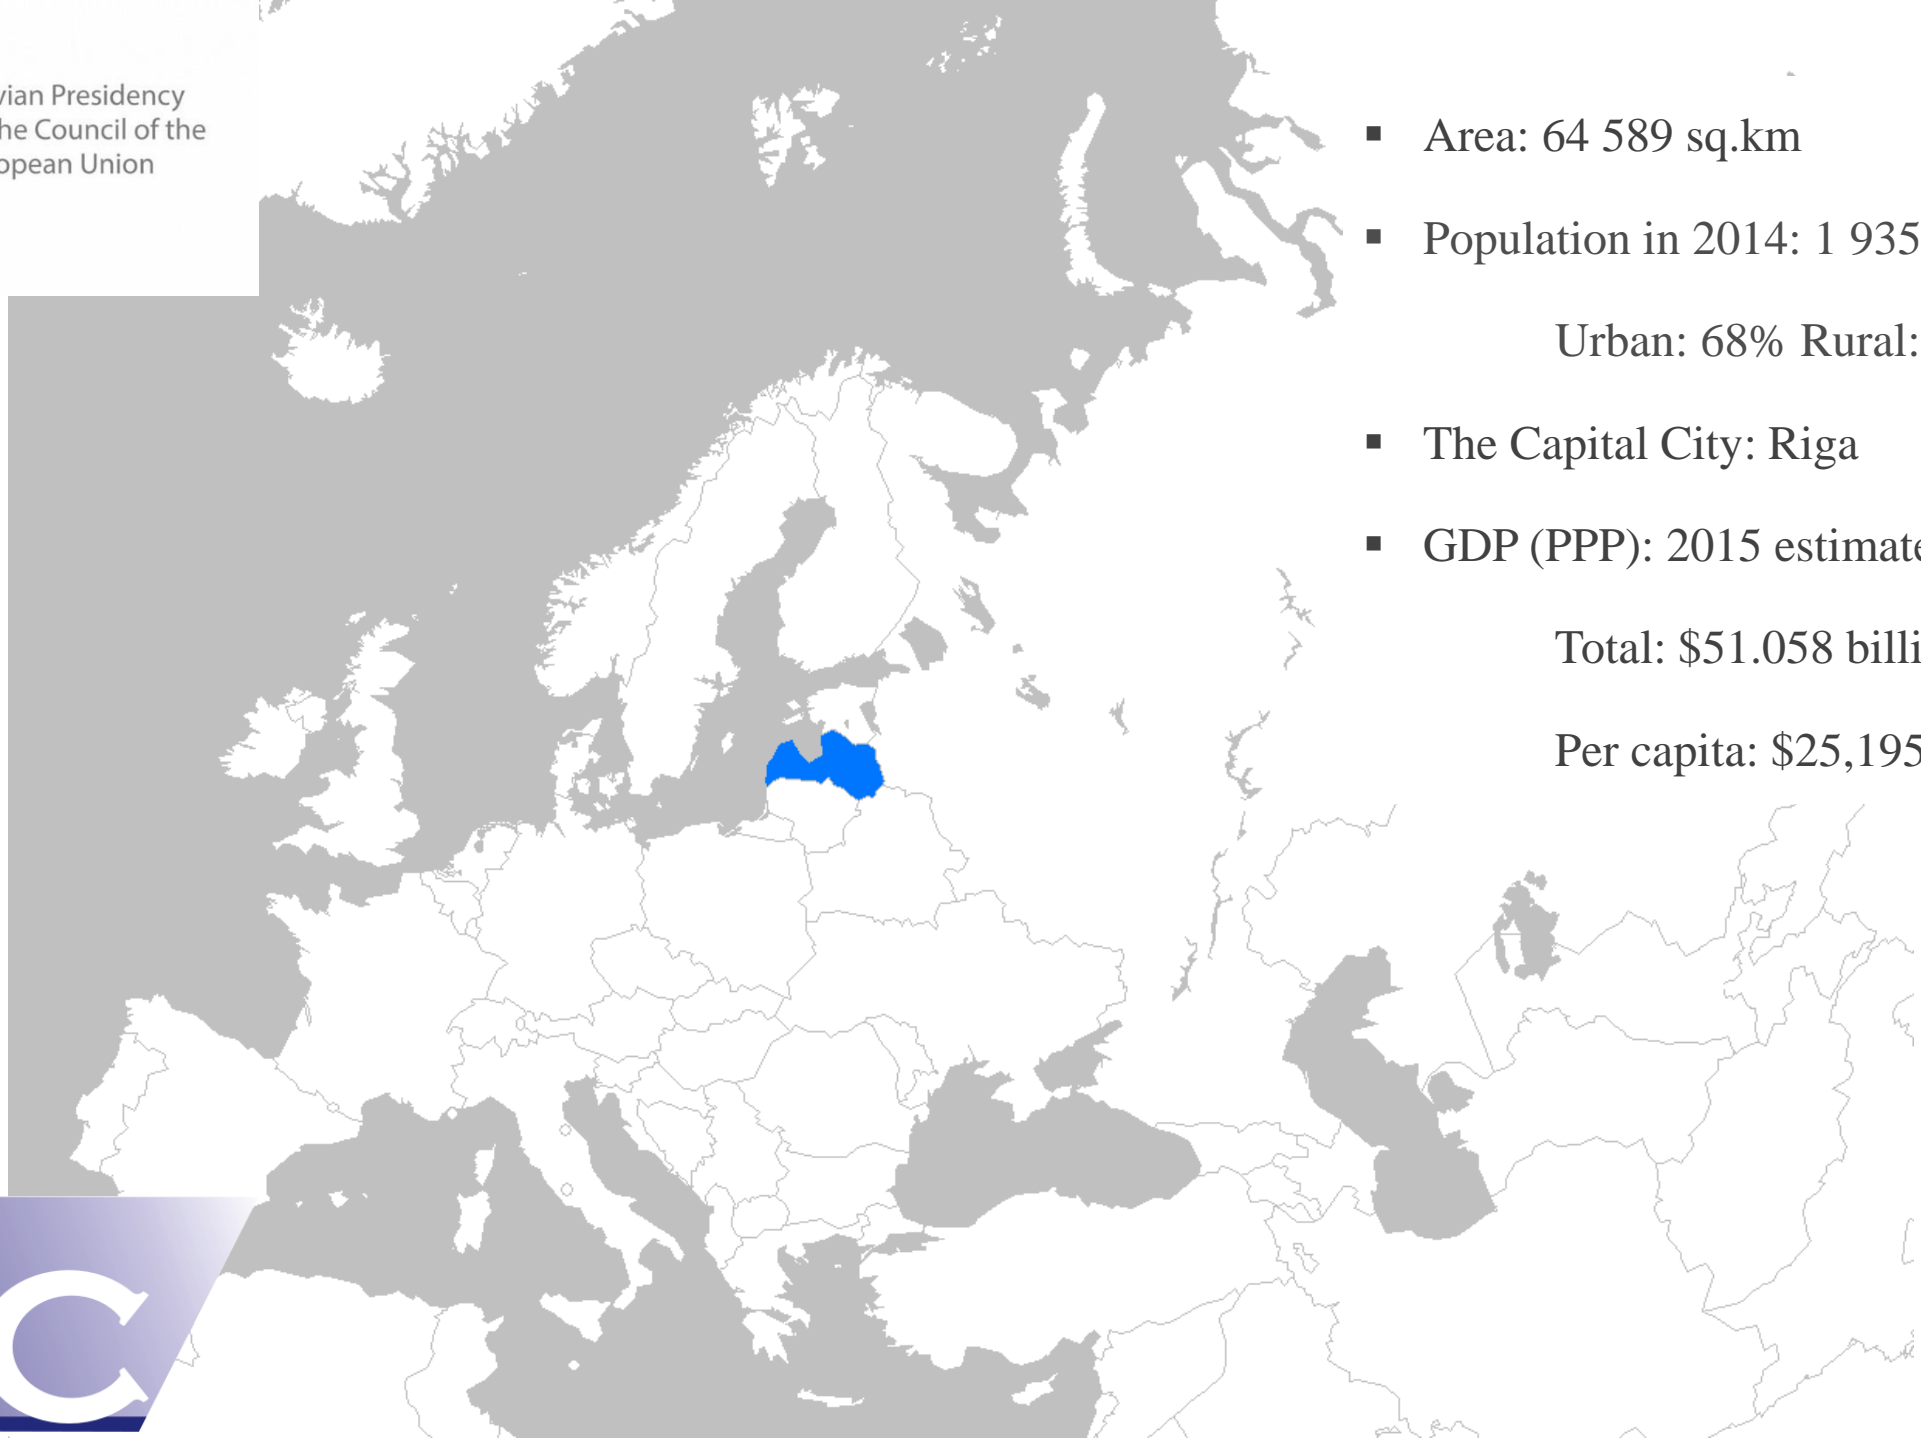 vian Presidency
he Council of the
opean Union
▪ Area: 64 589 sq.km
▪ Population in 2014: 1 935
Urban: 68% Rural:
▪ The Capital City: Riga
▪ GDP (PPP): 2015 estimate
Total: $51.058 billi
Per capita: $25,195
C